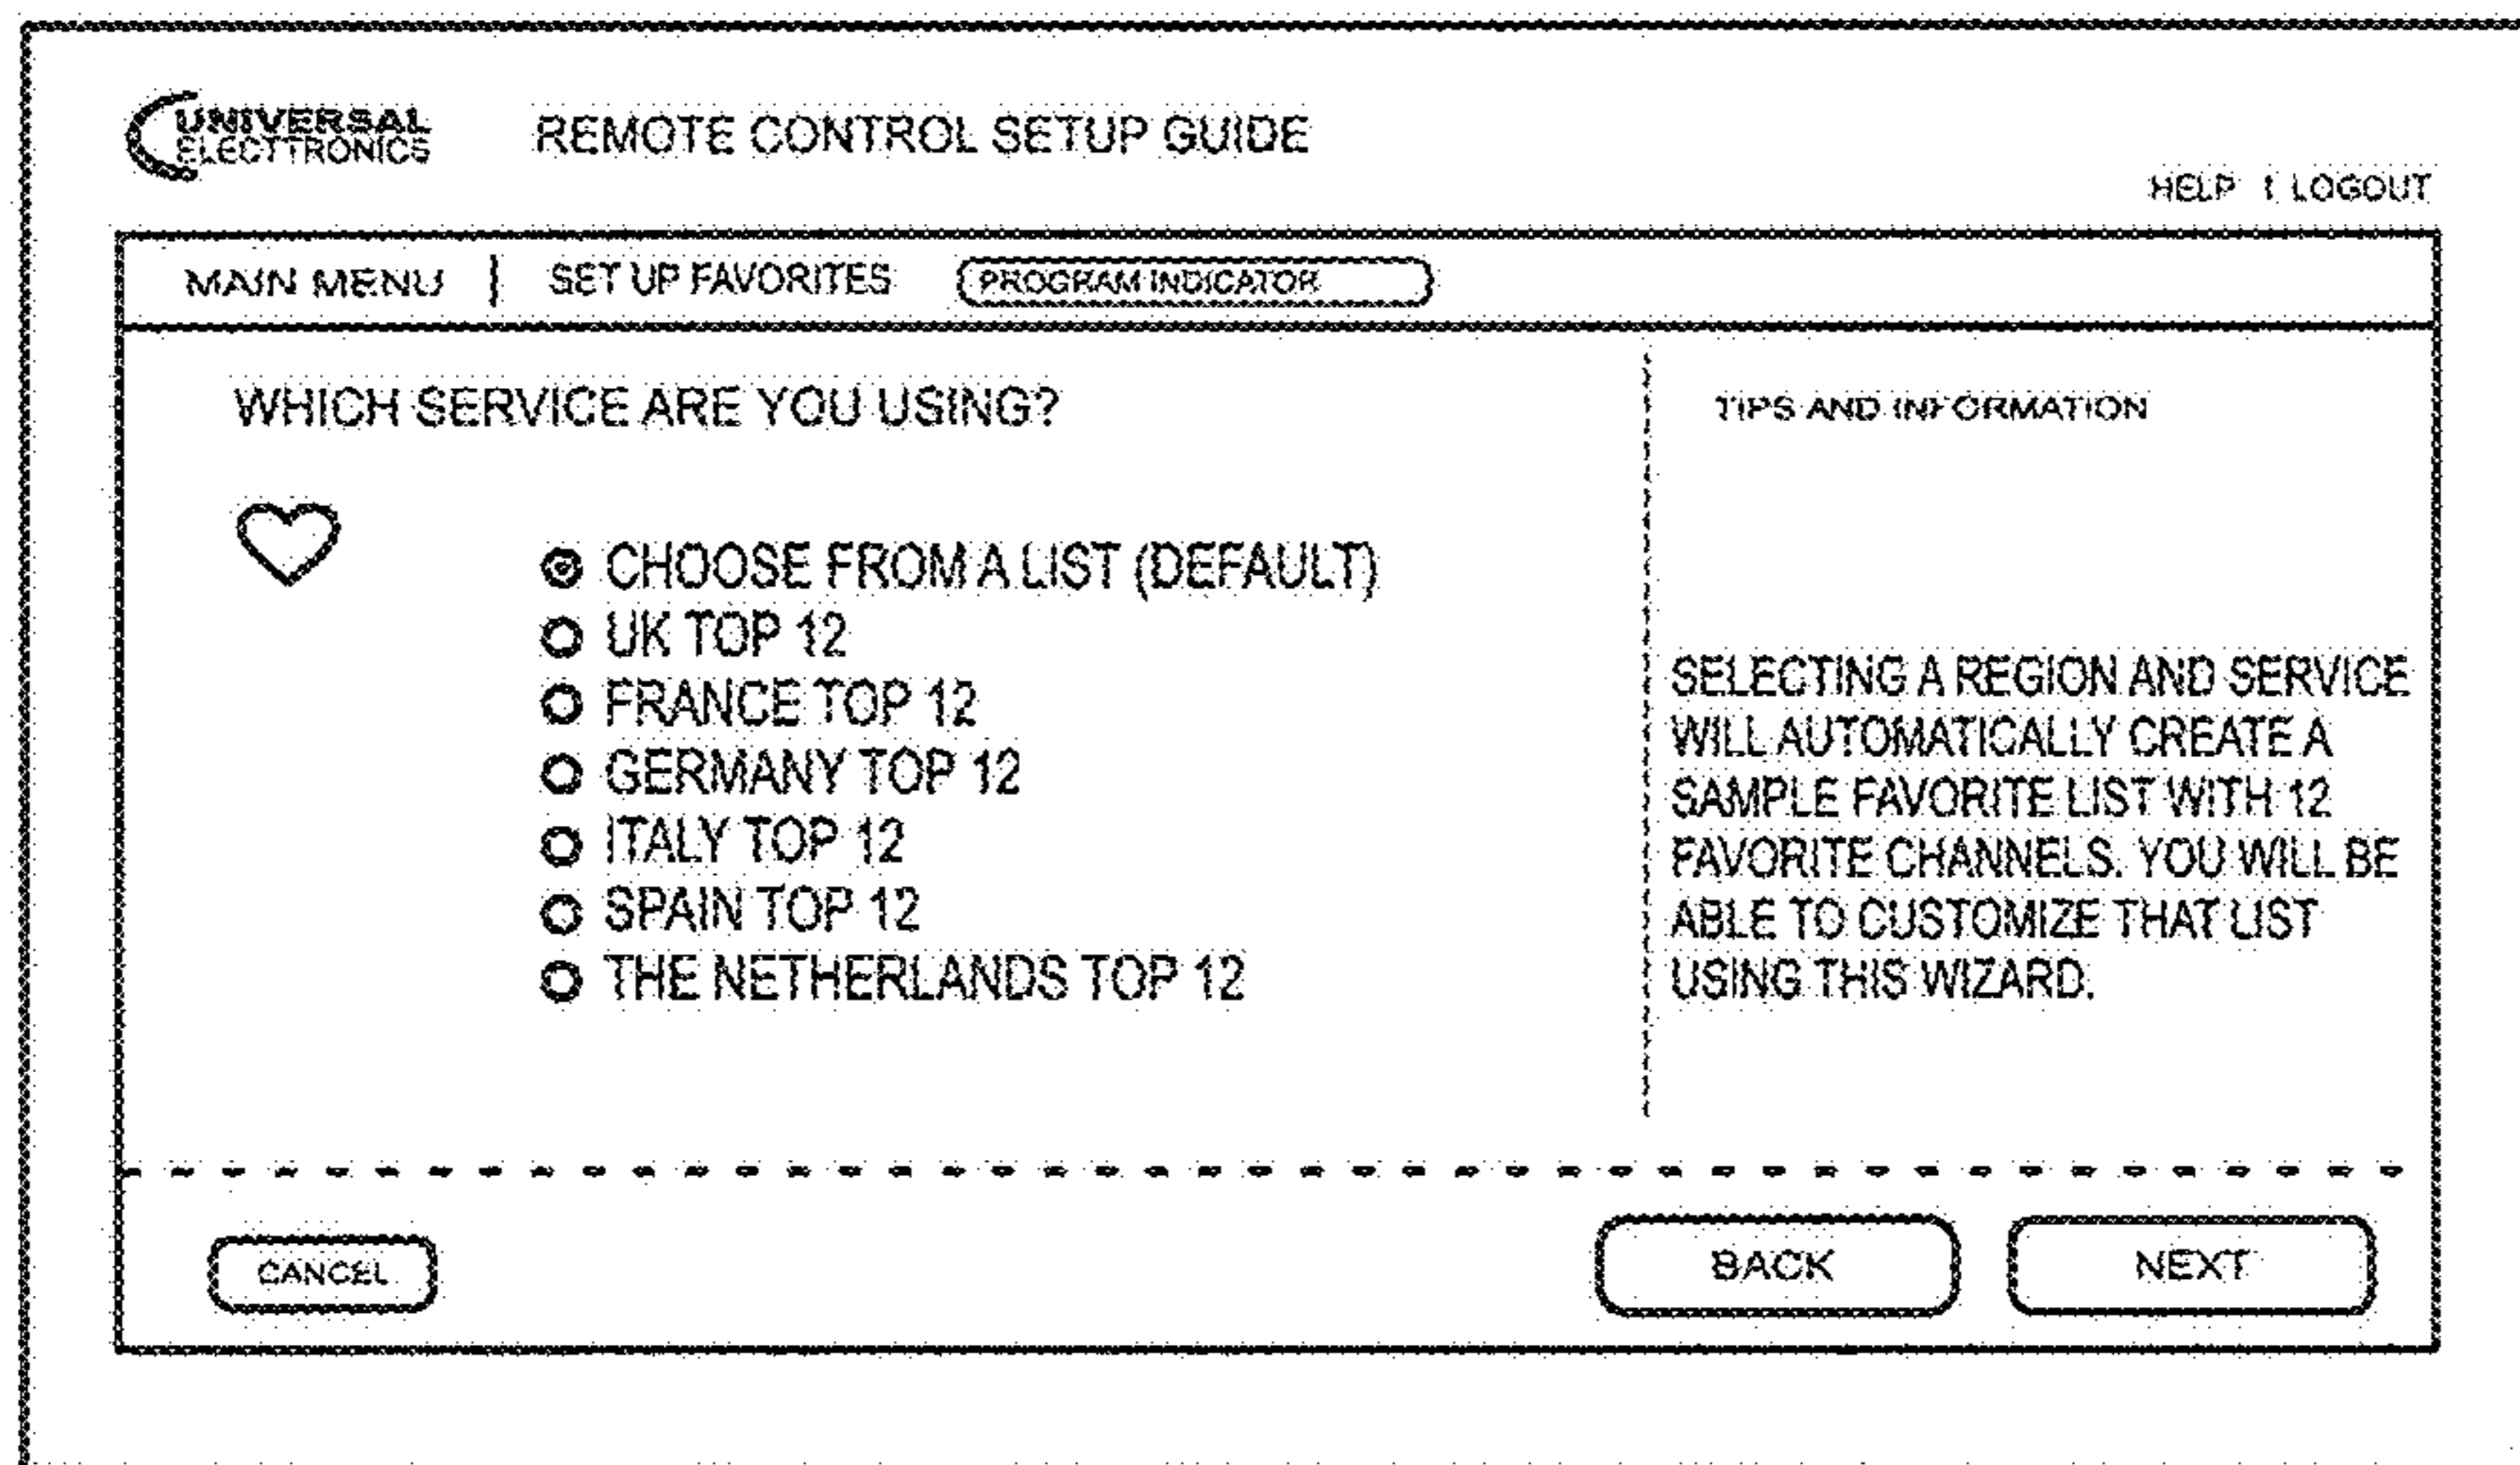 UNIVERSAL
ELECTTRONICS
REMOTE CONTROL SETUP GUIDE
HELP | LOGOUT
MAIN MENU | SET UP FAVORITES PROGRAM INDICATOR
WHICH SERVICE ARE YOU USING?
CHOOSE FROM A LIST (DEFAULT)
UK TOP 12
FRANCE TOP 12
GERMANY TOP 12
ITALY TOP 12
SPAIN TOP 12
THE NETHERLANDS TOP 12
TIPS AND INFORMATION
SELECTING A REGION AND SERVICE
WILL AUTOMATICALLY CREATE A
SAMPLE FAVORITE LIST WITH 12
FAVORITE CHANNELS. YOU WILL BE
ABLE TO CUSTOMIZE THAT LIST
USING THIS WIZARD.
CANCEL
BACK
NEXT